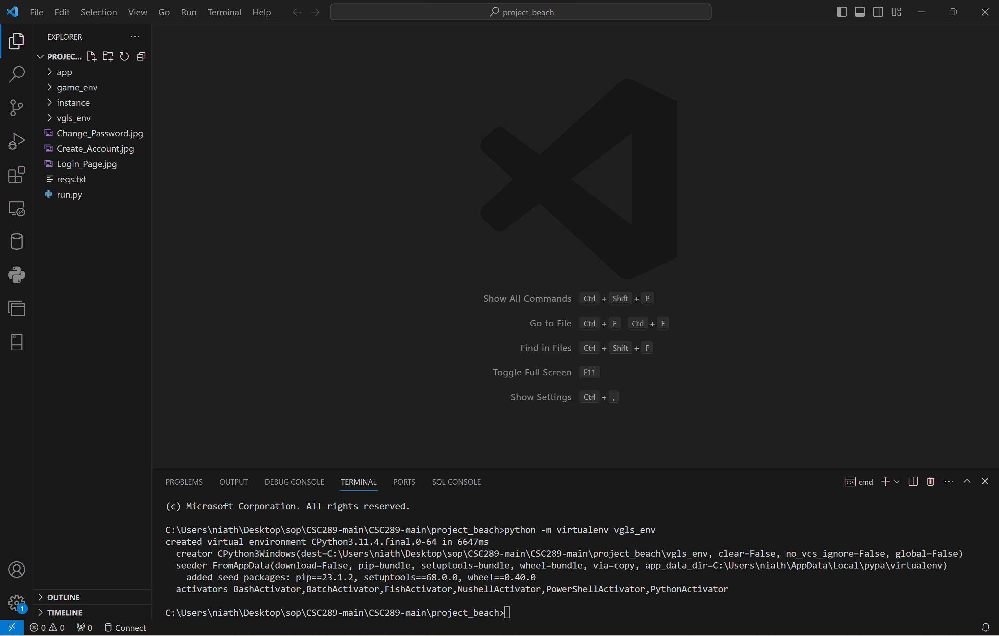 File Edit Selection View Go Run Terminal Help project_beach
EXPLORER
PROJEC...
app
game_env
instance
vgls_env
Change_Password.jpg
Create_Account.jpg
Login_Page.jpg
reqs.txt
run.py
Show All Commands Ctrl + Shift + P
Go to File Ctrl + E Ctrl + E
Find in Files Ctrl + Shift + F
Toggle Full Screen F11
Show Settings Ctrl + ,
PROBLEMS OUTPUT DEBUG CONSOLE TERMINAL PORTS SQL CONSOLE cmd
(c) Microsoft Corporation. All rights reserved.
C:\Users\niath\Desktop\sop\CSC289-main\CSC289-main\project_beach>python -m virtualenv vgls_env
created virtual environment CPython3.11.4.final.0-64 in 6647ms
creator CPython3Windows(dest=C:\Users\niath\Desktop\sop\CSC289-main\CSC289-main\project_beach\vgls_env, clear=False, no_vcs_ignore=False, global=False)
seeder FromAppData(download=False, pip=bundle, setuptools=bundle, wheel=bundle, via=copy, app_data_dir=C:\Users\niath\AppData\Local\pypa\virtualenv)
added seed packages: pip==23.1.2, setuptools==68.0.0, wheel==0.40.0
activators BashActivator,BatchActivator,FishActivator,NushellActivator,PowerShellActivator,PythonActivator
C:\Users\niath\Desktop\sop\CSC289-main\CSC289-main\project_beach>
OUTLINE
TIMELINE
1
0 0 0 Connect